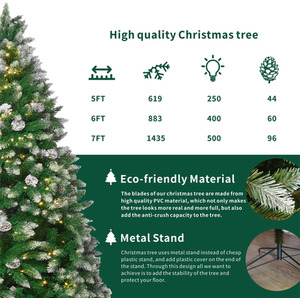 High quality Christmas tree
5FT 619 250 44
6FT 883 400 60
7FT 1435 500 96
Eco-friendly Material
The blades of our christmas tree are made from
high quality PVC material, which not only makes
the tree looks more real and more full, but also
add the anti-crush capacity to the tree.
Metal Stand
Christmas tree uses metal stand instead of cheap
plastic stand, and add plastic cover on the end of
the stand. Through this design all we want to
achieve is to add the stability of the tree and
protect your floor.